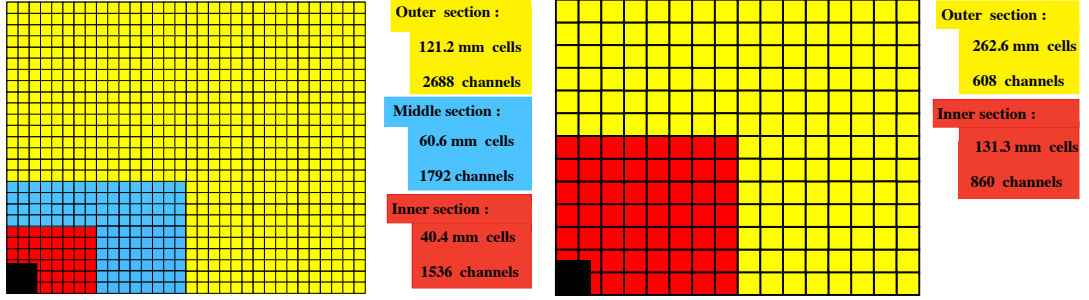 Outer section :
121.2 mm cells
2688 channels
Middle section :
60.6 mm cells
1792 channels
Inner section :
40.4 mm cells
1536 channels
Outer section :
262.6 mm cells
608 channels
Inner section :
131.3 mm cells
860 channels